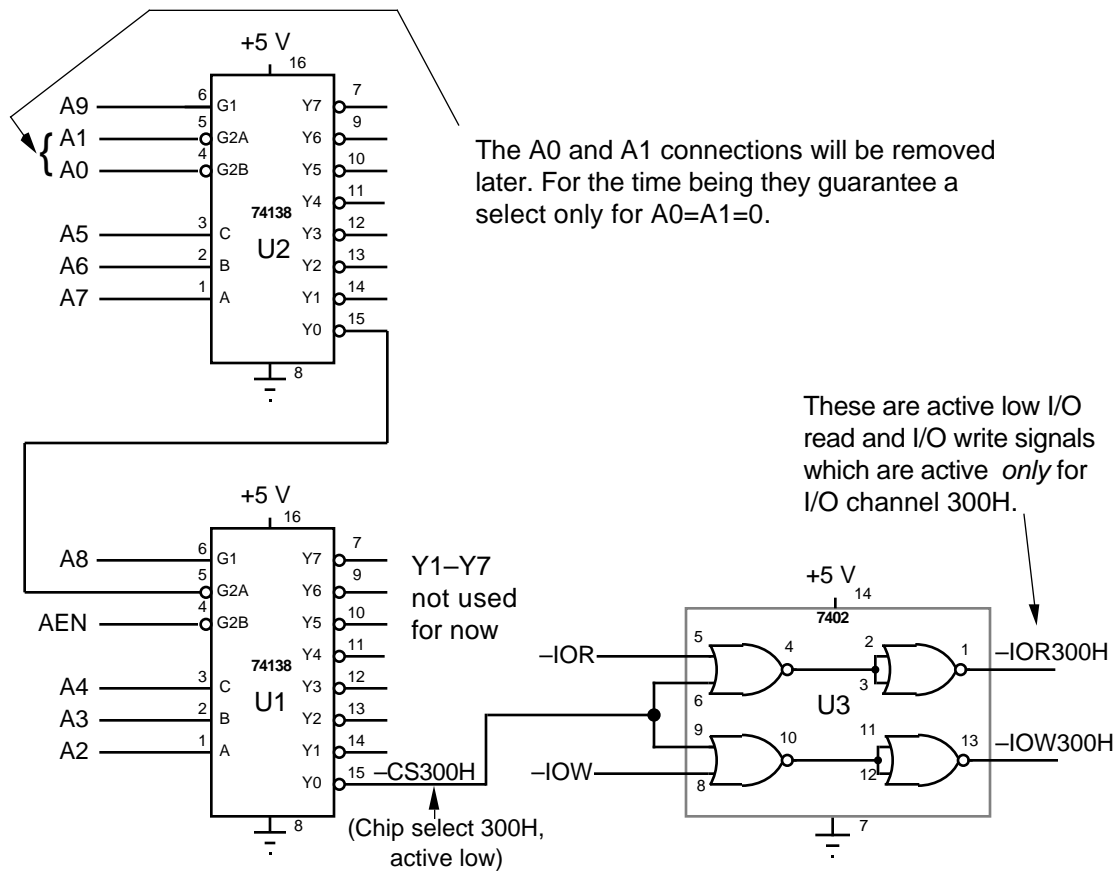 +5 V
16
A9 6 G1 Y7 7
A1 5 G2A Y6 9
{ A0 4 G2B Y5 10
Y4 11
74138
A5 3 C Y3 12
U2
A6 2 B Y2 13
A7 1 A Y1 14
Y0 15
8
The A0 and A1 connections will be removed
later. For the time being they guarantee a
select only for A0=A1=0.
These are active low I/O
read and I/O write signals
which are active only for
I/O channel 300H.
+5 V
16
A8 6 G1 Y7 7
5 G2A Y6 9
AEN 4 G2B Y5 10
Y4 11
74138
A4 3 C Y3 12
U1
A3 2 B Y2 13
A2 1 A Y1 14
Y0 15
8
Y1–Y7
not used
for now
–CS300H
(Chip select 300H,
active low)
+5 V
14
7402
–IOR 5 4 2 1 –IOR300H
6 3
U3
9 10 11 13 –IOW300H
–IOW 8 12
7